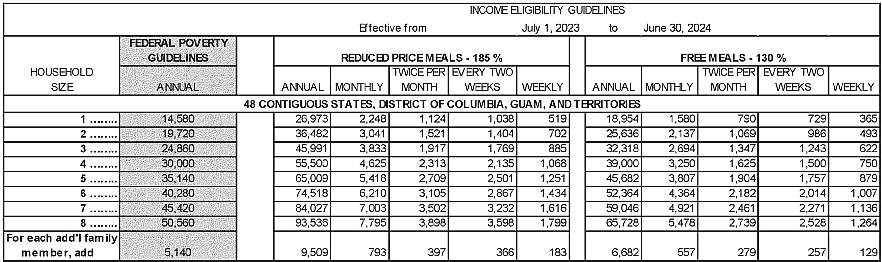 INCOME ELIGIBILITY GUIDELINES
Effective from July 1, 2023 to June 30, 2024
FEDERAL POVERTY
GUIDELINES REDUCED PRICE MEALS - 185 % FREE MEALS - 130 %
HOUSEHOLD TWICE PER EVERY TWO TWICE PER EVERY TWO
SIZE ANNUAL ANNUAL MONTHLY MONTH WEEKS WEEKLY ANNUAL MONTHLY MONTH WEEKS WEEKLY
48 CONTIGUOUS STATES, DISTRICT OF COLUMBIA, GUAM, AND TERRITORIES
1 ........ 14,580 26,973 2,248 1,124 1,038 519 18,954 1,580 790 729 365
2 ........ 19,720 36,482 3,041 1,521 1,404 702 25,636 2,137 1,069 986 493
3 ........ 24,860 45,991 3,833 1,917 1,769 885 32,318 2,694 1,347 1,243 622
4 ........ 30,000 55,500 4,625 2,313 2,135 1,068 39,000 3,250 1,625 1,500 750
5 ........ 35,140 65,009 5,418 2,709 2,501 1,251 45,682 3,807 1,904 1,757 879
6 ........ 40,280 74,518 6,210 3,105 2,867 1,434 52,364 4,364 2,182 2,014 1,007
7 ........ 45,420 84,027 7,003 3,502 3,232 1,616 59,046 4,921 2,461 2,271 1,136
8 ........ 50,560 93,536 7,795 3,898 3,598 1,799 65,728 5,478 2,739 2,528 1,264
For each add'l family
member, add 5,140 9,509 793 397 366 183 6,682 557 279 257 129